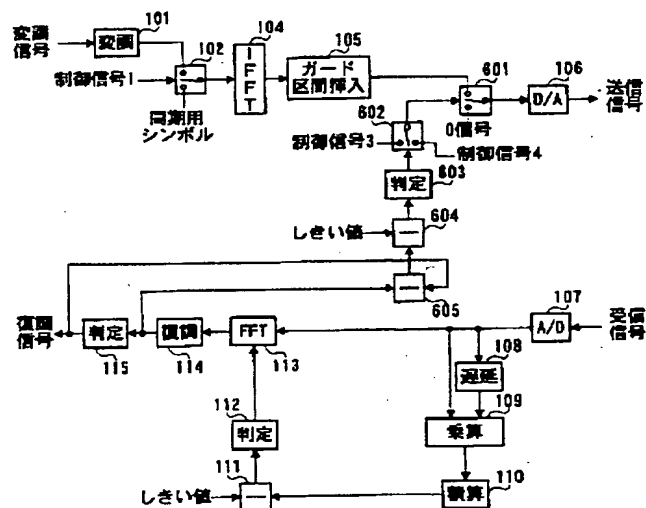 変調
信号
101
変調
102
制御信号1
同期用
シンボル
104
IFFT
105
ガード
区間挿入
601
0信号
106
D/A
送信
信号
602
制御信号3
制御信号4
603
判定
しきい値
604
605
復調
信号
判定
115
復調
114
FFT
113
107
A/D
受信
信号
108
遅延
109
乗算
112
判定
111
しきい値
積算
110